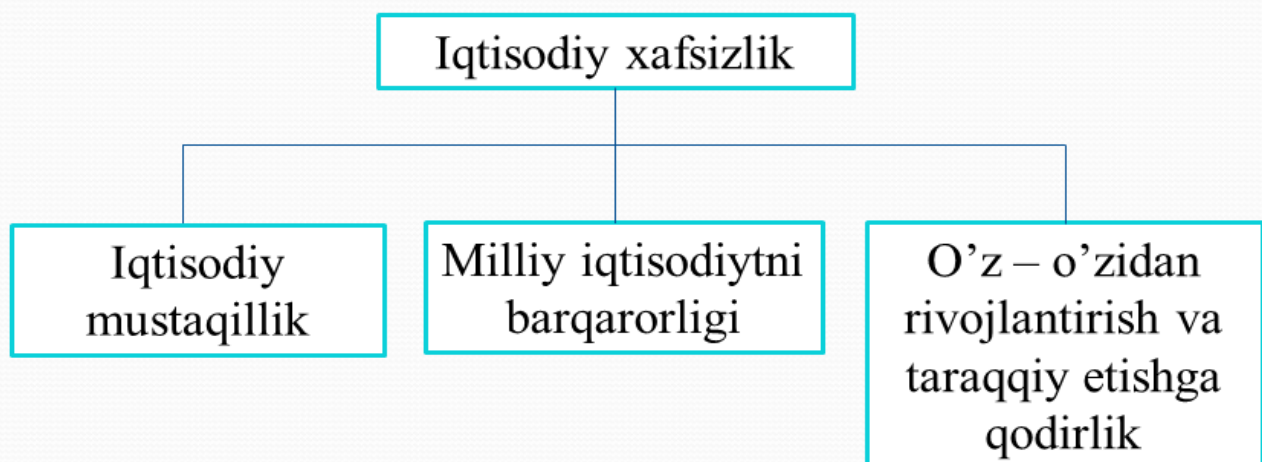 Iqtisodiy xafsizlik
Iqtisodiy
mustaqillik
Milliy iqtisodiytni
barqarorligi
O’z – o’zidan
rivojlantirish va
taraqqiy etishga
qodirlik